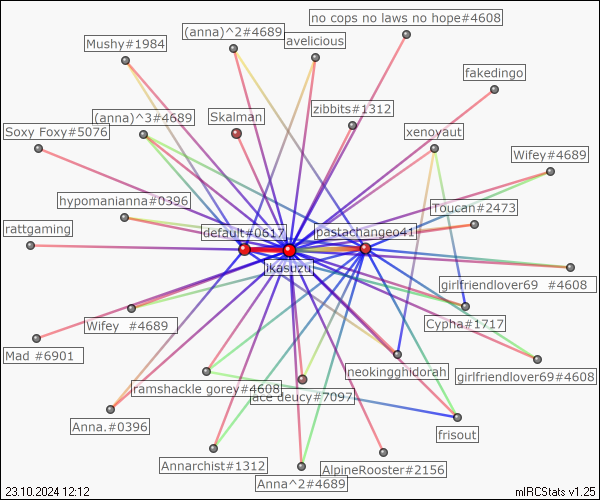 no cops no laws no hope#4608
(anna)^2#4689
Mushy#1984
avelicious
fakedingo
zibbits#1312
(anna)^3#4689
Skalman
Soxy Foxy#5076
xenoyaut
Wifey#4689
hypomanianna#0396
Toucan#2473
rattgaming
default#0617
pastachangeo41
Ikasuzu
girlfriendlover69 #4608
Wifey #4689
Cypha#1717
Mad #6901
neokingghidorah
girlfriendlover69#4608
ramshackle gorey#4608
ace deucy#7097
Anna.#0396
frisout
Annarchist#1312
AlpineRooster#2156
Anna^2#4689
23.10.2024 12:12
mIRCStats v1.25